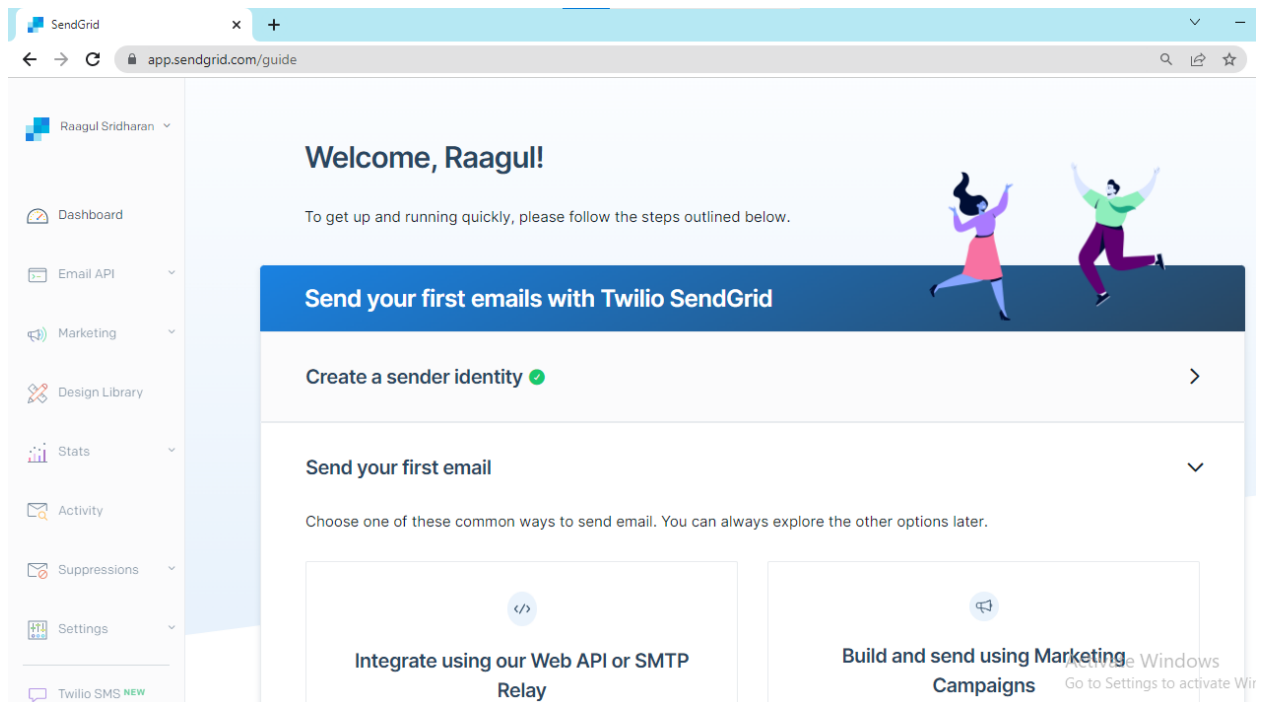 SendGrid
app.sendgrid.com/guide
Raagul Sridharan
Dashboard
Email API
Marketing
Design Library
Stats
Activity
Suppressions
Settings
Twilio SMS NEW
Welcome, Raagul!
To get up and running quickly, please follow the steps outlined below.
Send your first emails with Twilio SendGrid
Create a sender identity
Send your first email
Choose one of these common ways to send email. You can always explore the other options later.
Integrate using our Web API or SMTP
Relay
Build and send using Marketing
Campaigns
Activate Windows
Go to Settings to activate Wir